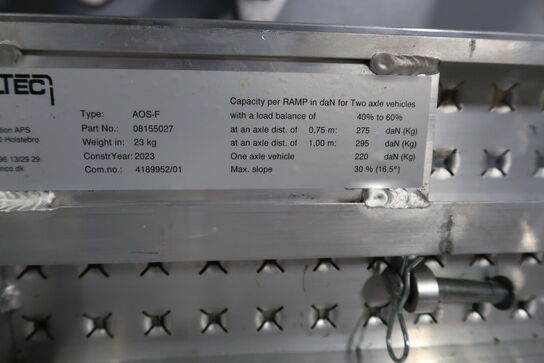 LTEC
Type: AOS-F
Part No.: 08155027
Weight in: 23 kg
ConstrYear: 2023
Com.no.: 4189952/01
tion APS
0 Holstebro
96 13/29 29
enco.dk
Capacity per RAMP in daN for Two axle vehicles
with a load balance of 40% to 60%
at an axle dist. of 0,75 m: 275 daN (Kg)
at an axle dist. of 1,00 m: 295 daN (Kg)
One axle vehicle 220 daN (Kg)
Max. slope 30 % (16,5°)